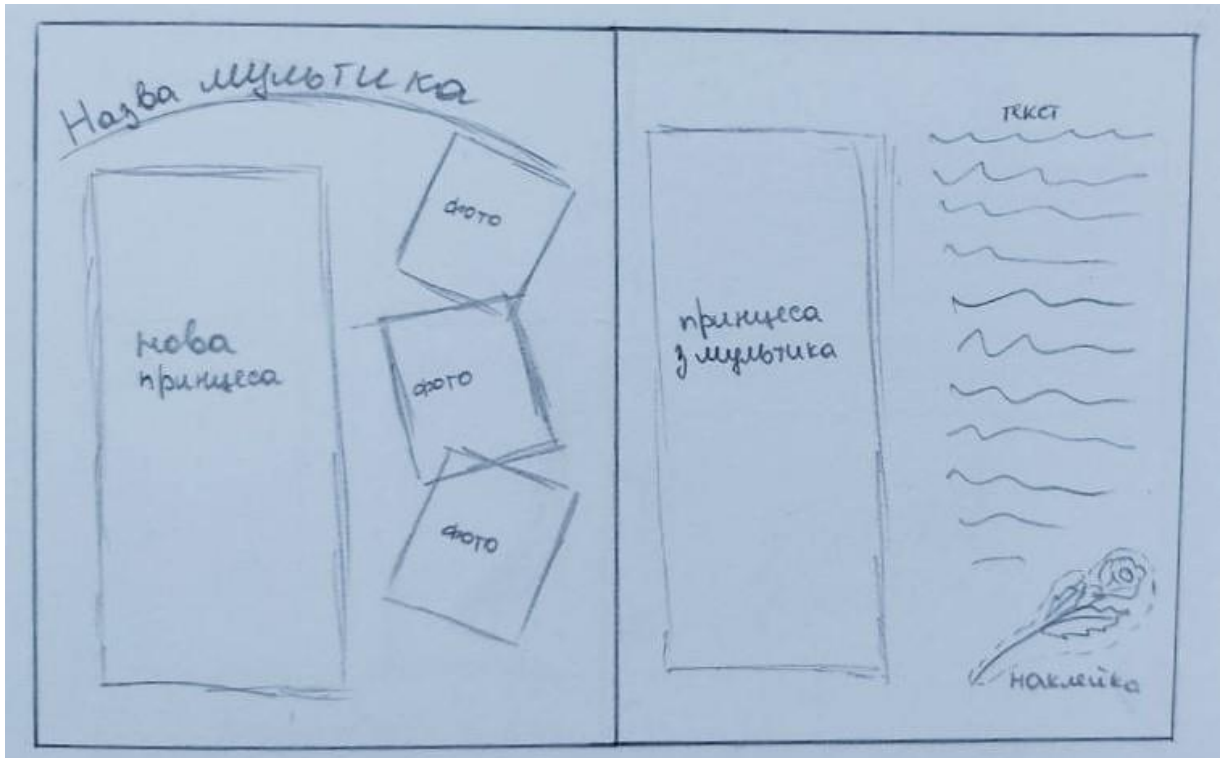 Назва мультика
нова
принцеса
фото
фото
фото
принцеса
з мультика
текст
наклейка